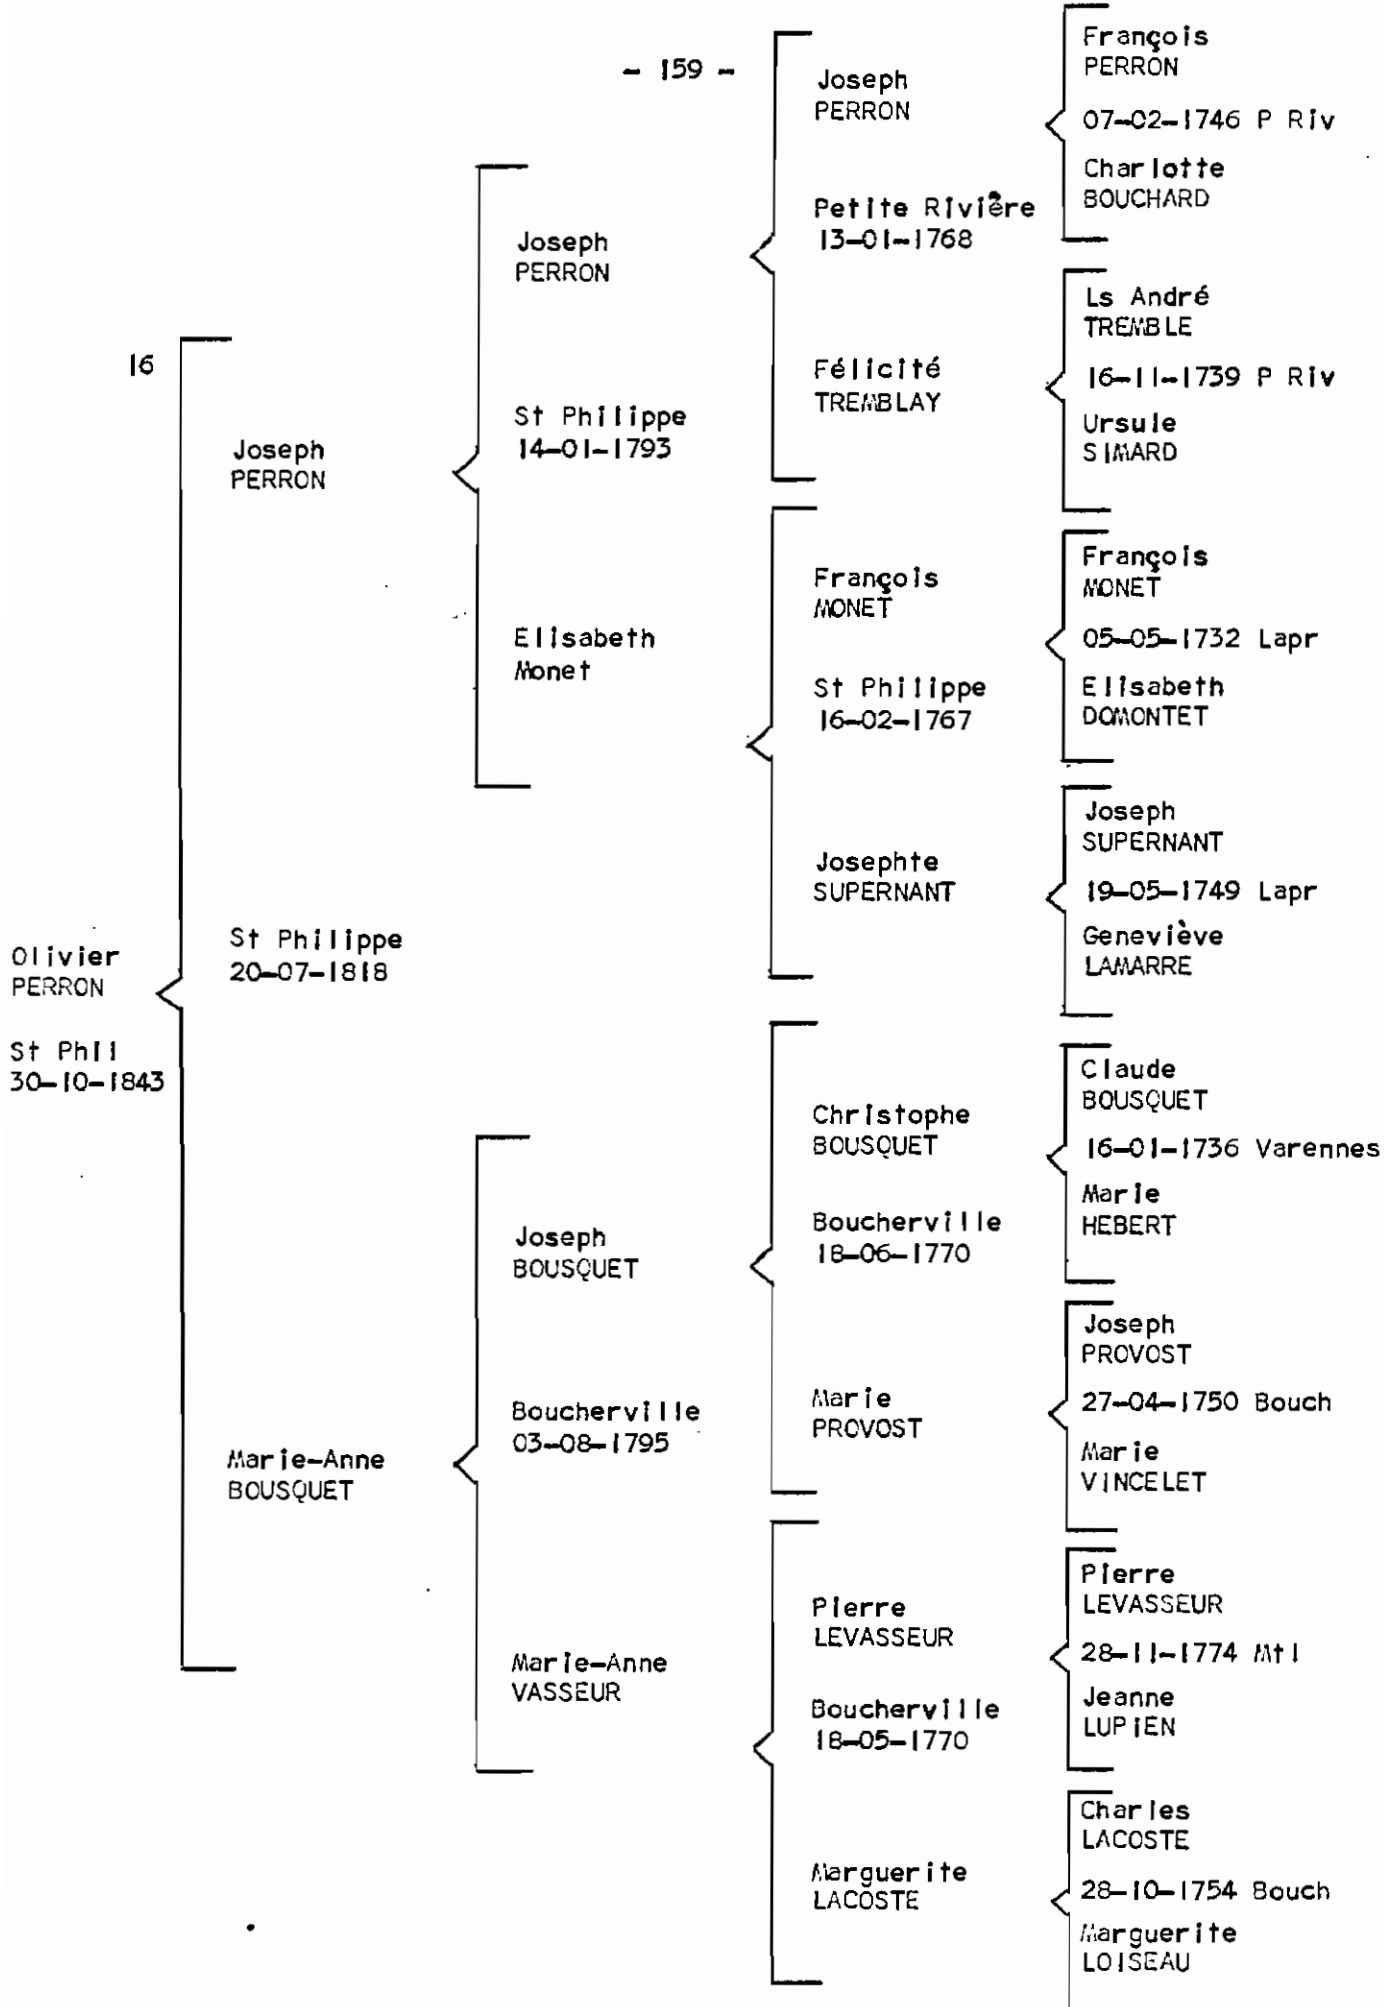 - 159 -
16
Olivier
PERRON
St Phil
30-10-1843
Joseph
PERRON
St Philippe
20-07-1818
Marie-Anne
BOUSQUET
Joseph
PERRON
St Philippe
14-01-1793
Elisabeth
Monet
Joseph
BOUSQUET
Boucherville
03-08-1795
Marie-Anne
VASSEUR
Joseph
PERRON
Petite Rivière
13-01-1768
Félicité
TREMBLAY
François
MONET
St Philippe
16-02-1767
Josephte
SUPERNANT
Christophe
BOUSQUET
Boucherville
18-06-1770
Marie
PROVOST
Pierre
LEVASSEUR
Boucherville
18-05-1770
Marguerite
LACOSTE
François
PERRON
07-02-1746 P Riv
Charlotte
BOUCHARD
Ls André
TREMBLE
16-11-1739 P Riv
Ursule
SIMARD
François
MONET
05-05-1732 Lapr
Elisabeth
DOMONTET
Joseph
SUPERNANT
19-05-1749 Lapr
Geneviève
LAMARRE
Claude
BOUSQUET
16-01-1736 Varennes
Marie
HEBERT
Joseph
PROVOST
27-04-1750 Bouch
Marie
VINCELET
Pierre
LEVASSEUR
28-11-1774 Mtl
Jeanne
LUPIEN
Charles
LACOSTE
28-10-1754 Bouch
Marguerite
LOISEAU